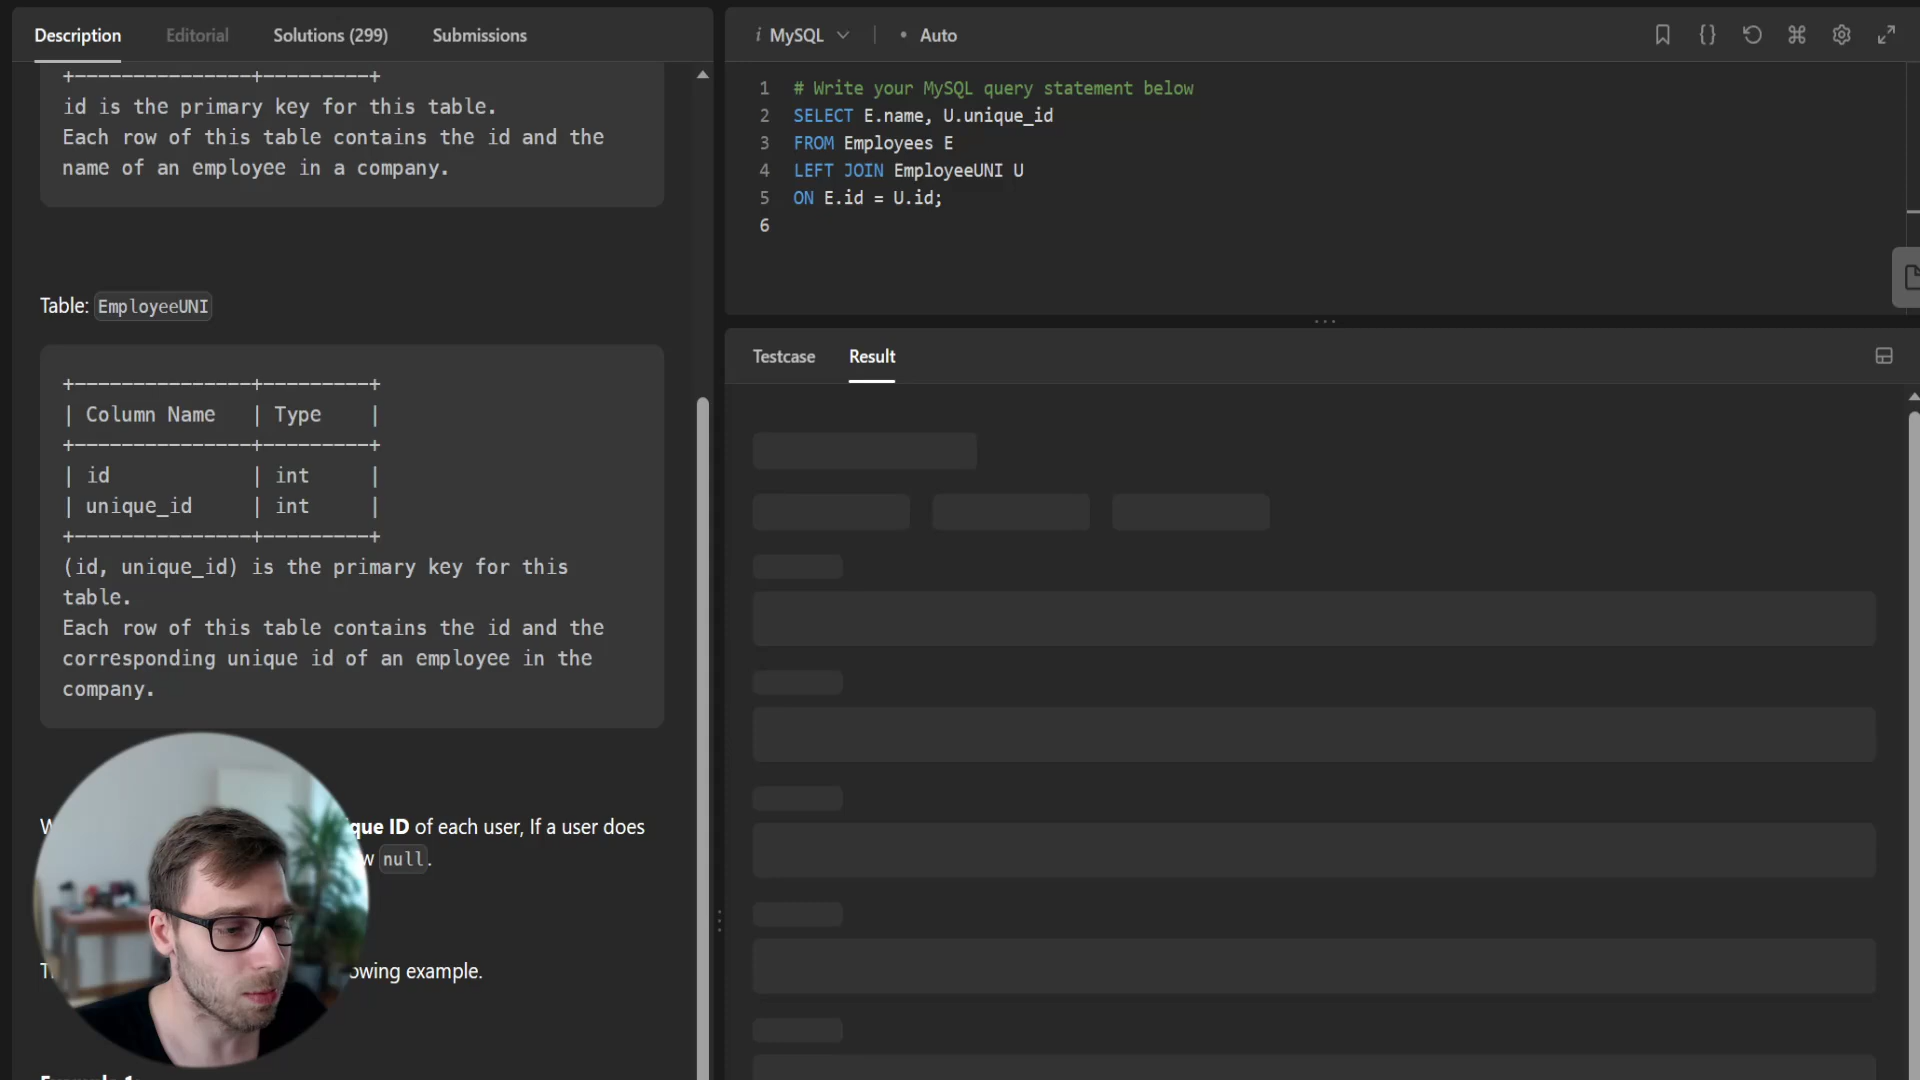 Description Editorial Solutions (299) Submissions
+---------------+---------+
id is the primary key for this table.
Each row of this table contains the id and the
name of an employee in a company.
Table: EmployeeUNI
+---------------+---------+
| Column Name   | Type    |
+---------------+---------+
| id            | int     |
| unique_id     | int     |
+---------------+---------+
(id, unique_id) is the primary key for this
table.
Each row of this table contains the id and the
corresponding unique id of an employee in the
company.
ID of each user, If a user does
null.
example.
i MySQL • Auto
1 # Write your MySQL query statement below
2 SELECT E.name, U.unique_id
3 FROM Employees E
4 LEFT JOIN EmployeeUNI U
5 ON E.id = U.id;
6
Testcase Result